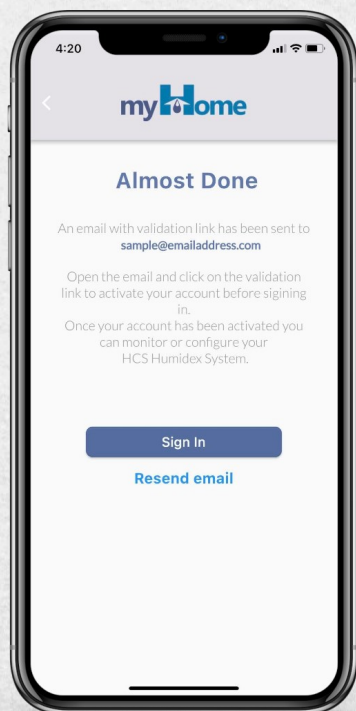 4:20
myHome
Almost Done
An email with validation link has been sent to
sample@emailaddress.com
Open the email and click on the validation
link to activate your account before sigining
in.
Once your account has been activated you
can monitor or configure your
HCS Humidex System.
Sign In
Resend email